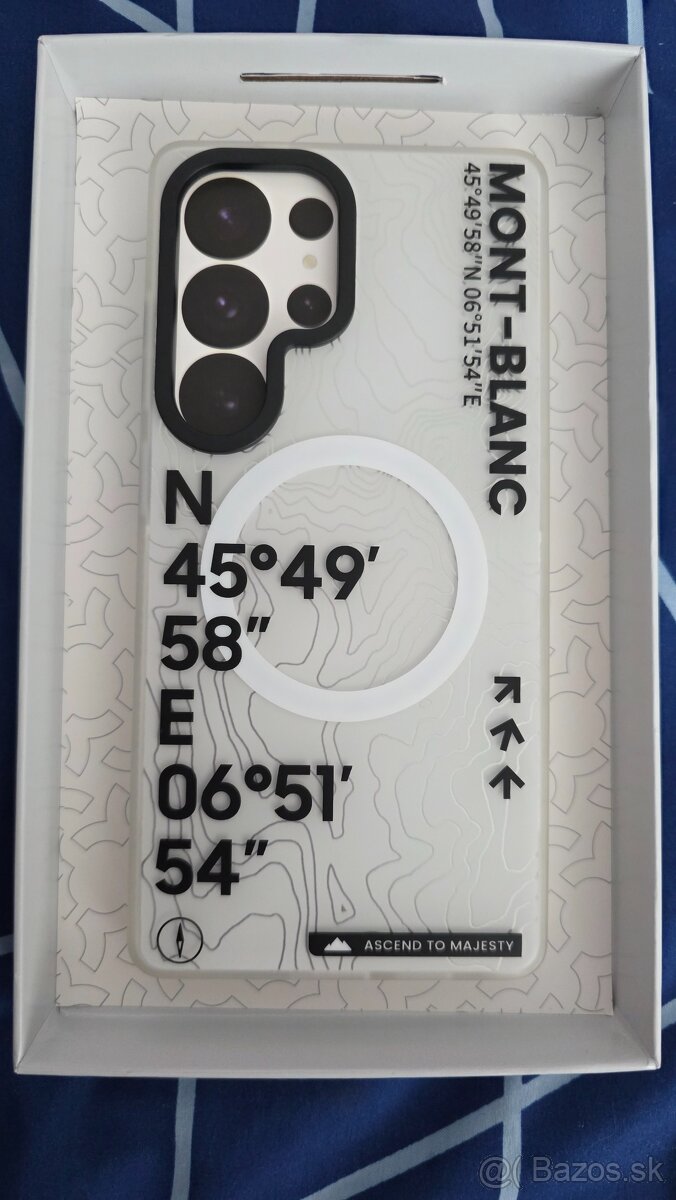 MONT-BLANC
45°49'58"N 06°51'54"E
N
45°49'
58"
E
06°51'
54"
ASCEND TO MAJESTY
@( Bazos.sk